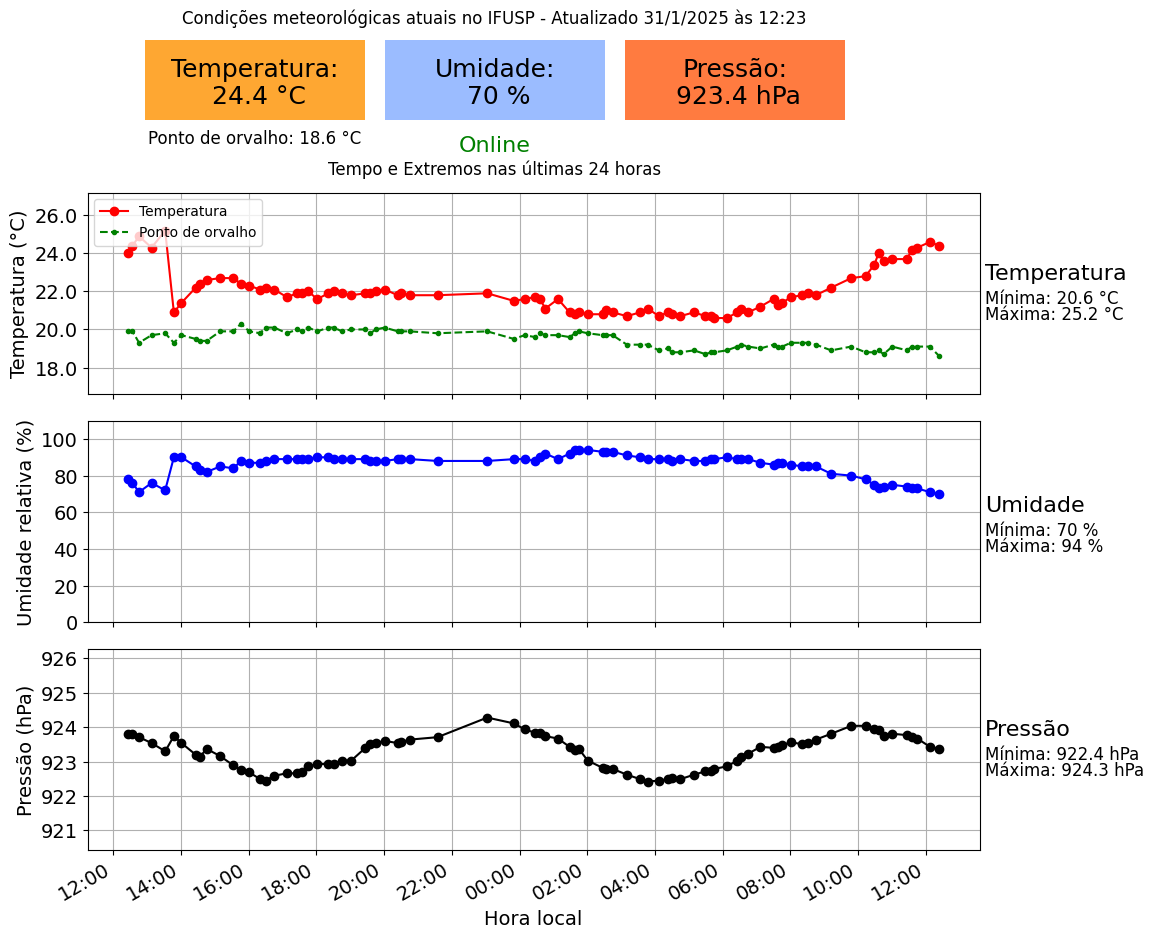 Condições meteorológicas atuais no IFUSP - Atualizado 31/1/2025 às 12:23
Temperatura:
24.4 °C
Umidade:
70 %
Pressão:
923.4 hPa
Ponto de orvalho: 18.6 °C
Online
Tempo e Extremos nas últimas 24 horas
Temperatura (°C)
26.0
24.0
22.0
20.0
18.0
Temperatura
Ponto de orvalho
Temperatura
Mínima: 20.6 °C
Máxima: 25.2 °C
Umidade relativa (%)
100
80
60
40
20
0
Umidade
Mínima: 70 %
Máxima: 94 %
Pressão (hPa)
926
925
924
923
922
921
Pressão
Mínima: 922.4 hPa
Máxima: 924.3 hPa
12:00 14:00 16:00 18:00 20:00 22:00 00:00 02:00 04:00 06:00 08:00 10:00 12:00
Hora local